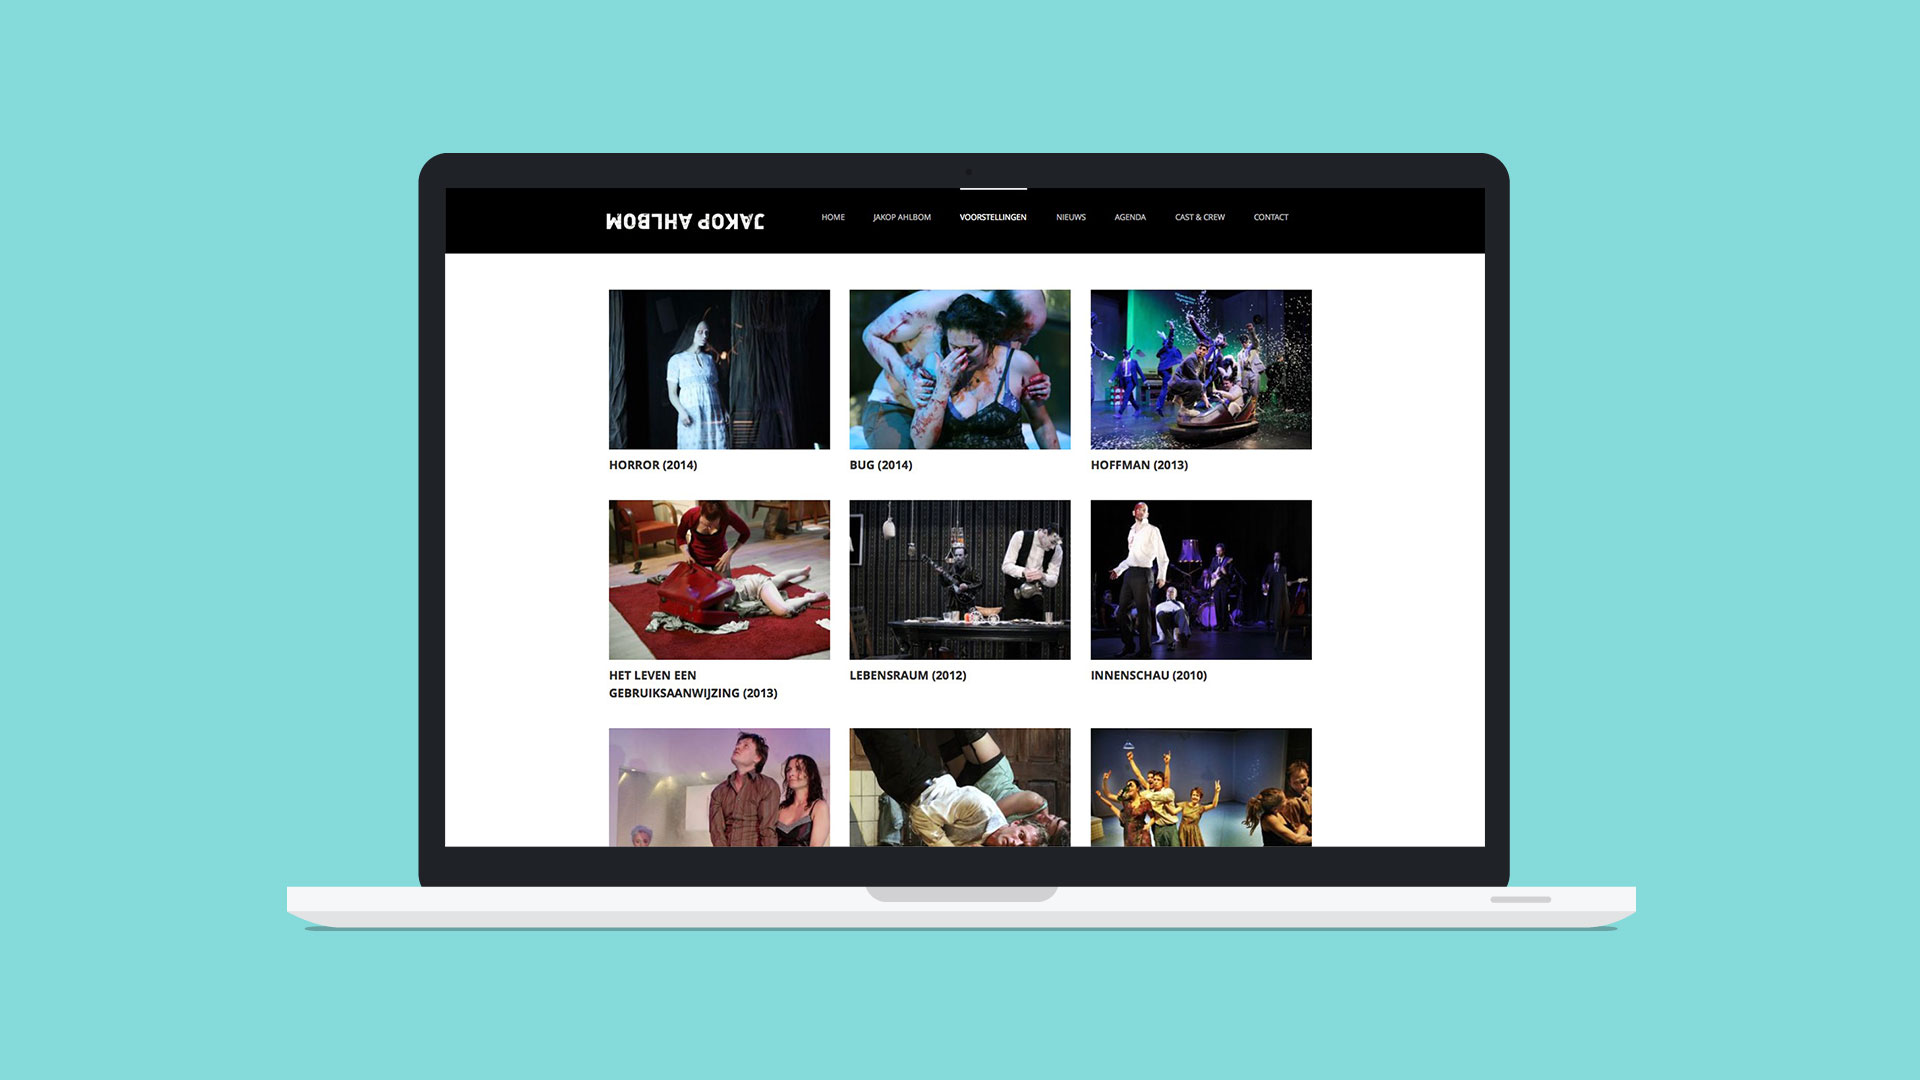 JAKOP AHLBOM
HOME JAKOP AHLBOM VOORSTELLINGEN NIEUWS AGENDA CAST & CREW CONTACT
HORROR (2014)
BUG (2014)
HOFFMAN (2013)
HET LEVEN EEN
GEBRUIKSAANWIJZING (2013)
LEBENSRAUM (2012)
INNENSCHAU (2010)